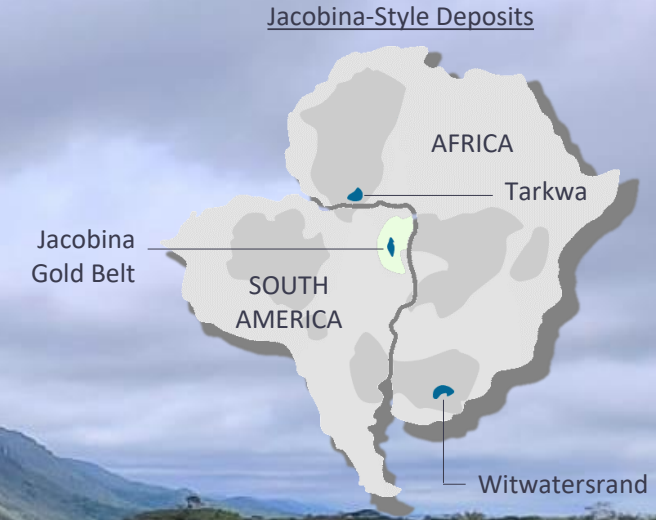 Jacobina-Style Deposits
AFRICA
Tarkwa
Jacobina
Gold Belt
SOUTH
AMERICA
Witwatersrand